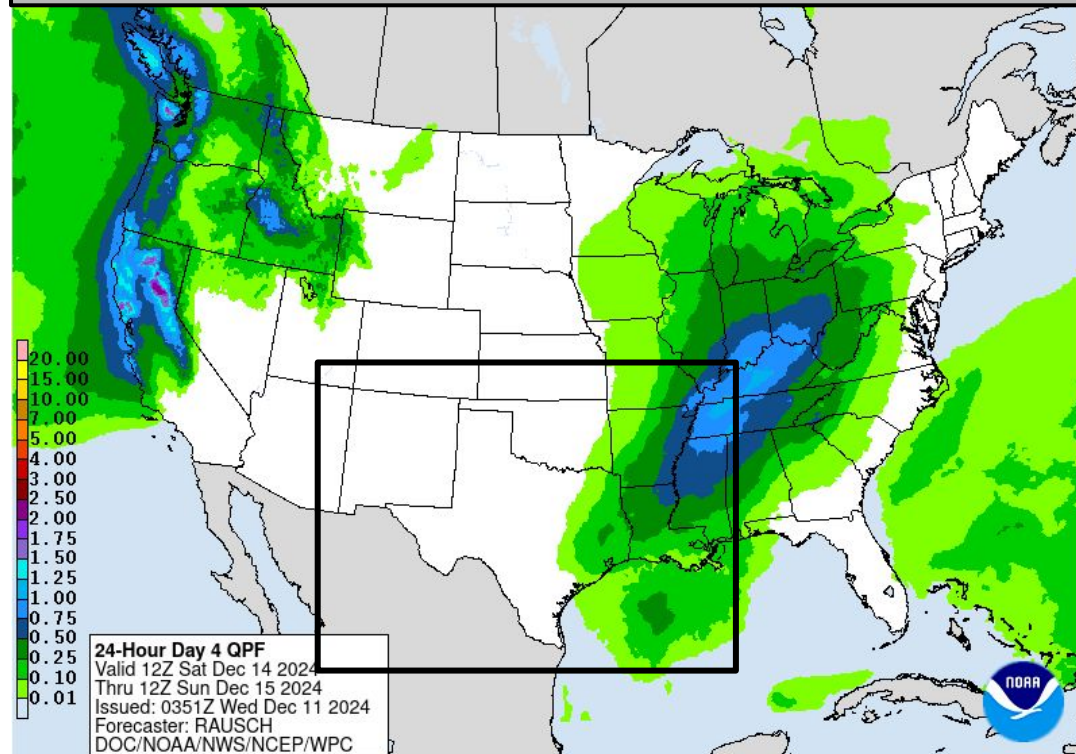 20.00
15.00
10.00
7.00
5.00
4.00
3.00
2.50
2.00
1.75
1.50
1.25
1.00
0.75
0.50
0.25
0.10
0.01
24-Hour Day 4 QPF
Valid 12Z Sat Dec 14 2024
Thru 12Z Sun Dec 15 2024
Issued: 0351Z Wed Dec 11 2024
Forecaster: RAUSCH
DOC/NOAA/NWS/NCEP/WPC
NOAA